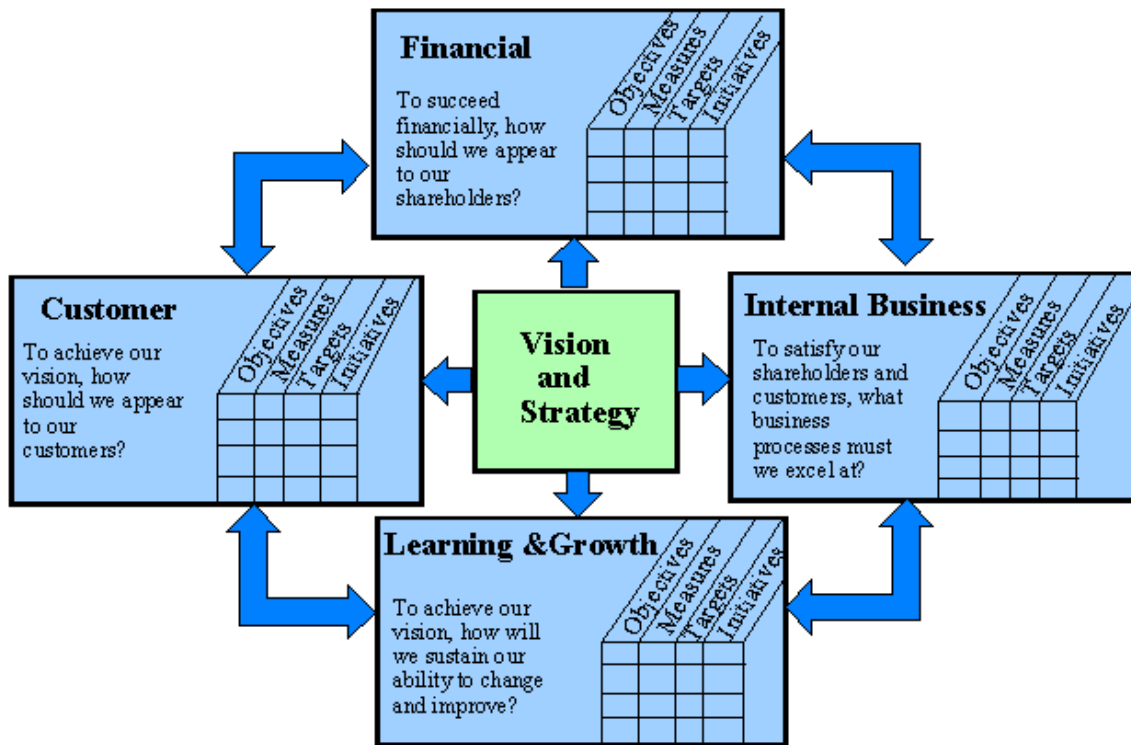 Financial
To succeed
financially, how
should we appear
to our
shareholders?
Objectives
Measures
Targets
Initiatives
Customer
To achieve our
vision, how
should we appear
to our
customers?
Objectives
Measures
Targets
Initiatives
Vision
and
Strategy
Internal Business
To satisfy our
shareholders and
customers, what
business
processes must
we excel at?
Objectives
Measures
Targets
Initiatives
Learning &Growth
To achieve our
vision, how will
we sustain our
ability to change
and improve?
Objectives
Measures
Targets
Initiatives